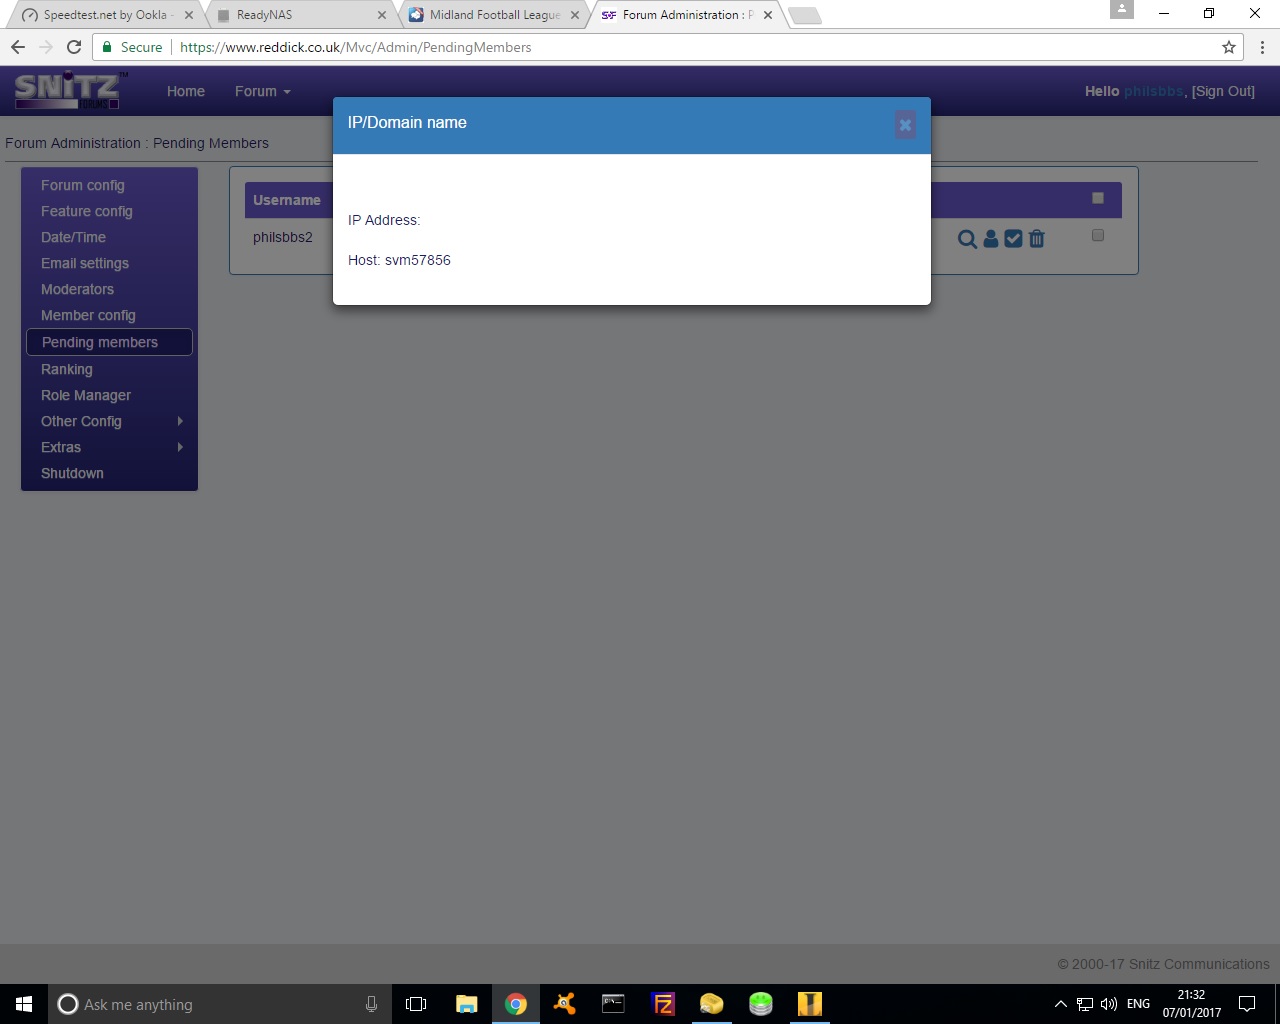 Speedtest.net by Ookla -
ReadyNAS
Midland Football League
SVF Forum Administration : P
Secure https://www.reddick.co.uk/Mvc/Admin/PendingMembers
SNITZ™
FORUMS
Home
Forum
Hello philsbbs, [Sign Out]
IP/Domain name
Forum Administration : Pending Members
Forum config
Feature config
Date/Time
Email settings
Moderators
Member config
Pending members
Ranking
Role Manager
Other Config
Extras
Shutdown
Username
philsbbs2
IP Address:
Host: svm57856
© 2000-17 Snitz Communications
Ask me anything
ENG
21:32
07/01/2017